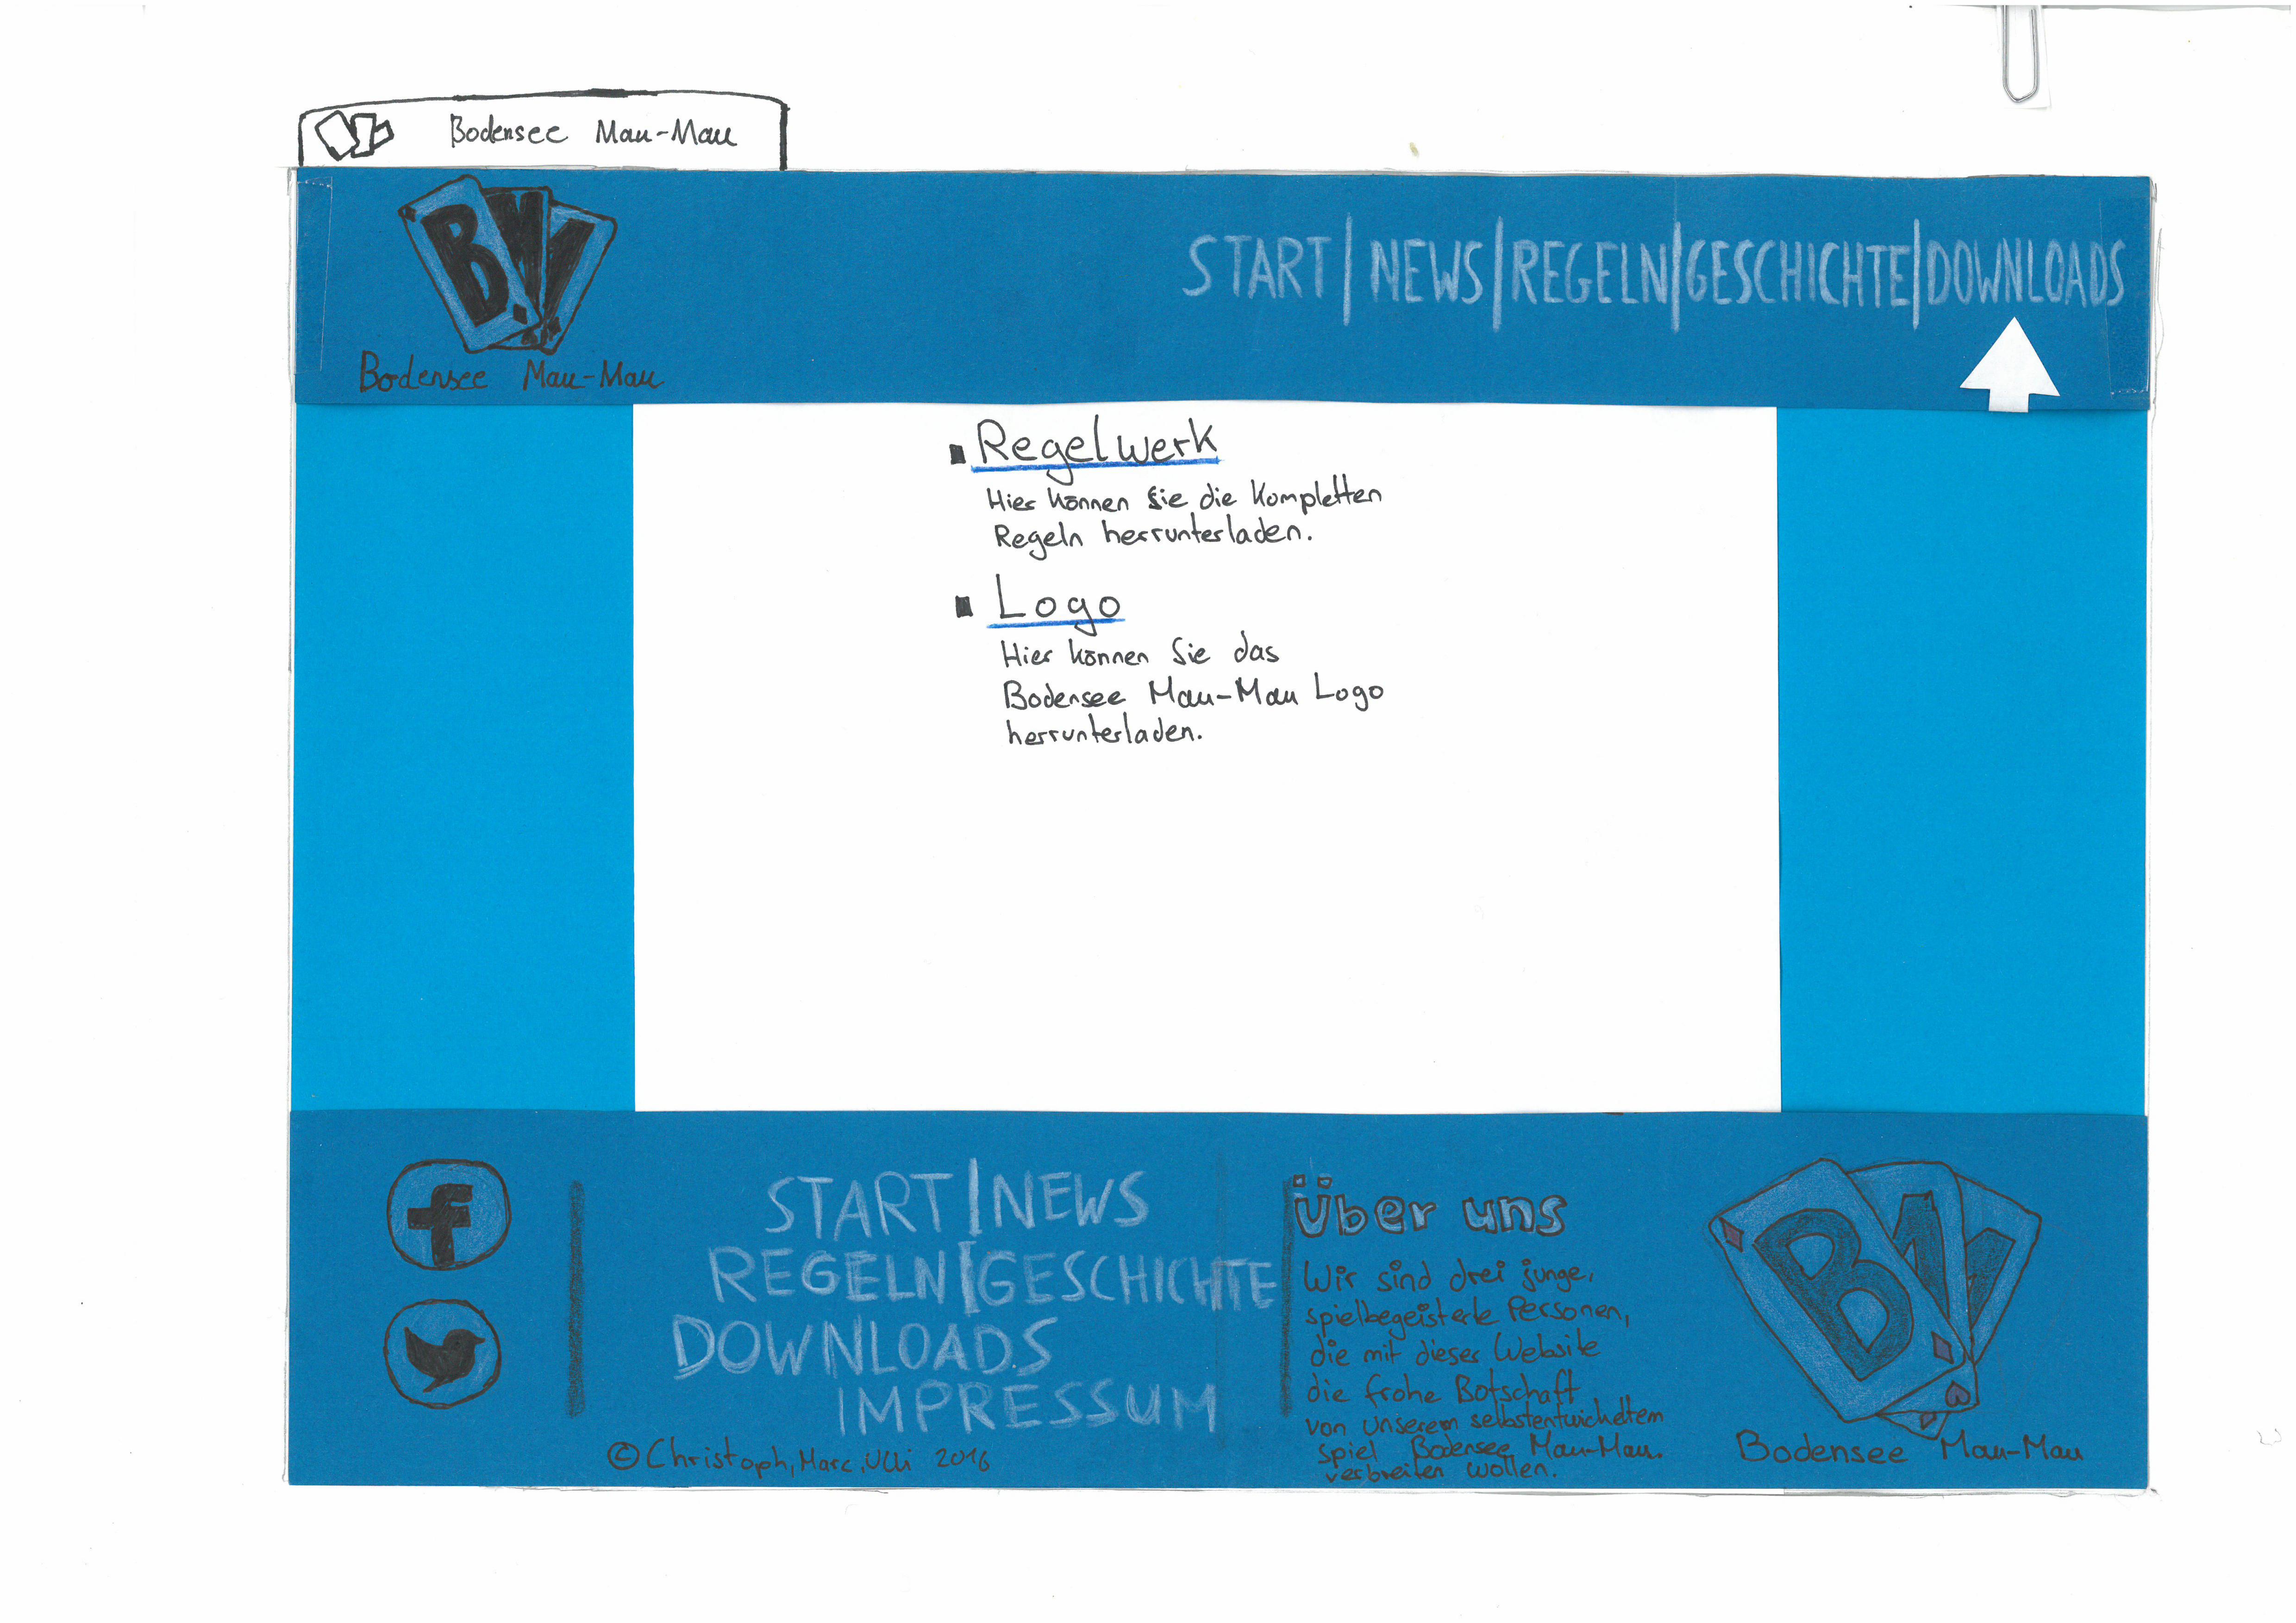 Bodensee Mau-Mau
Bodensee Mau-Mau
START | NEWS | REGELN | GESCHICHTE | DOWNLOADS
Regelwerk
Hier können Sie die kompletten
Regeln herrunterladen.
Logo
Hier können Sie das
Bodensee Mau-Mau Logo
herrunterladen.
START | NEWS
REGELN | GESCHICHTE
DOWNLOADS
IMPRESSUM
© Christoph, Marc, Ulli 2016
Über uns
Wir sind drei junge,
spielbegeisterte Personen,
die mit dieser Website
die frohe Botschaft
von unserem selbstentwickeltem
Spiel Bodensee Mau-Mau.
verbreiten wollen.
BMM
Bodensee Mau-Mau